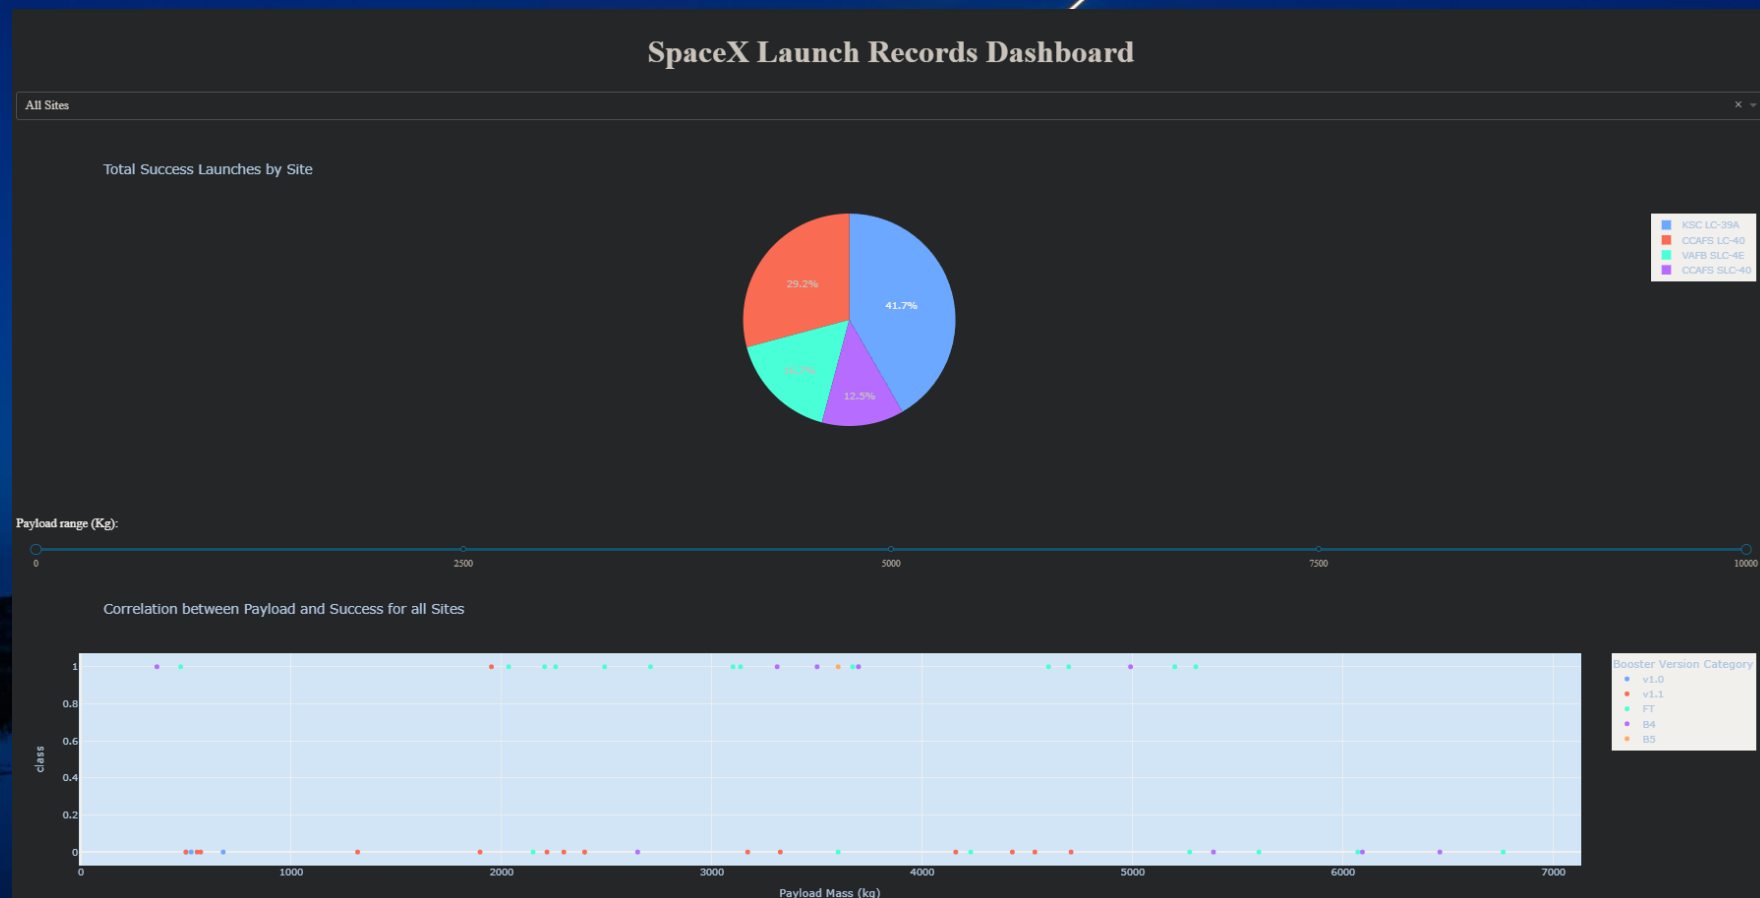 SpaceX Launch Records Dashboard
All Sites
×
Total Success Launches by Site
KSC LC-39A
CCAFS LC-40
VAFB SLC-4E
CCAFS SLC-40
29.2%
41.7%
12.5%
Payload range (Kg):
0 2500 5000 7500 10000
Correlation between Payload and Success for all Sites
Booster Version Category
v1.0
v1.1
FT
B4
B5
class
1
0.8
0.6
0.4
0.2
0
0 1000 2000 3000 4000 5000 6000 7000
Payload Mass (kg)